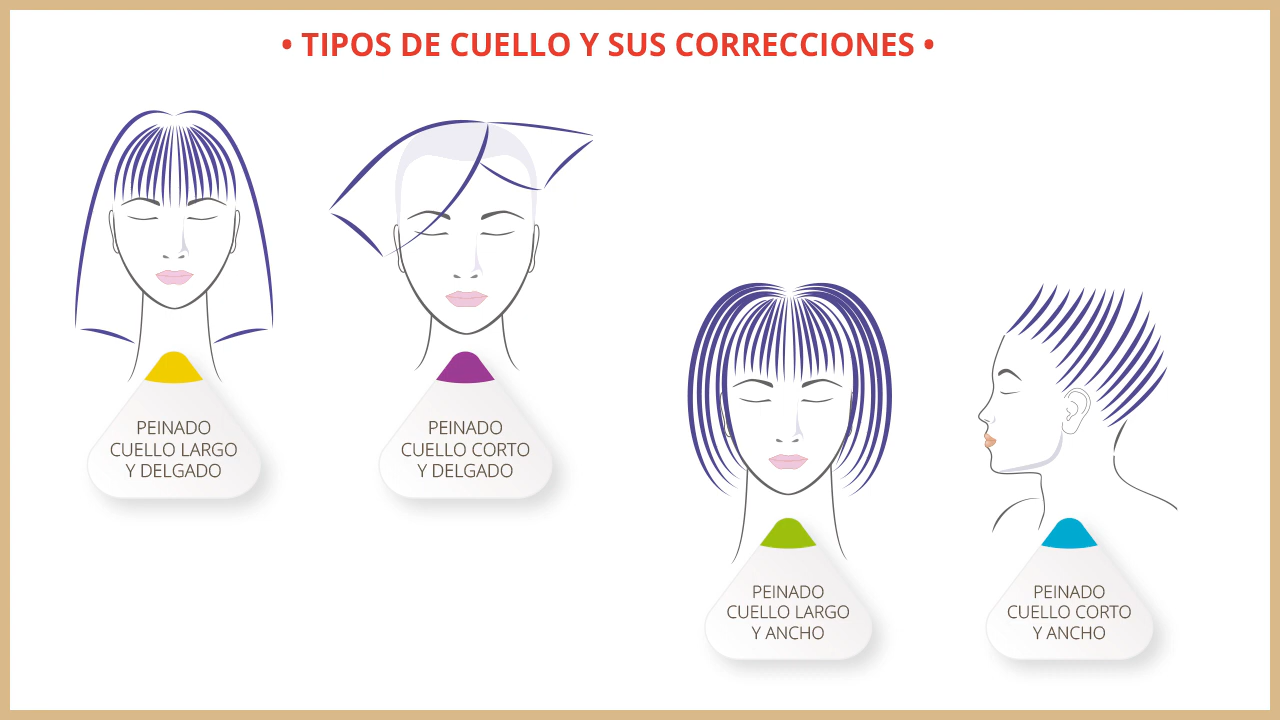 • TIPOS DE CUELLO Y SUS CORRECCIONES •
PEINADO
CUELLO LARGO
Y DELGADO
PEINADO
CUELLO CORTO
Y DELGADO
PEINADO
CUELLO LARGO
Y ANCHO
PEINADO
CUELLO CORTO
Y ANCHO